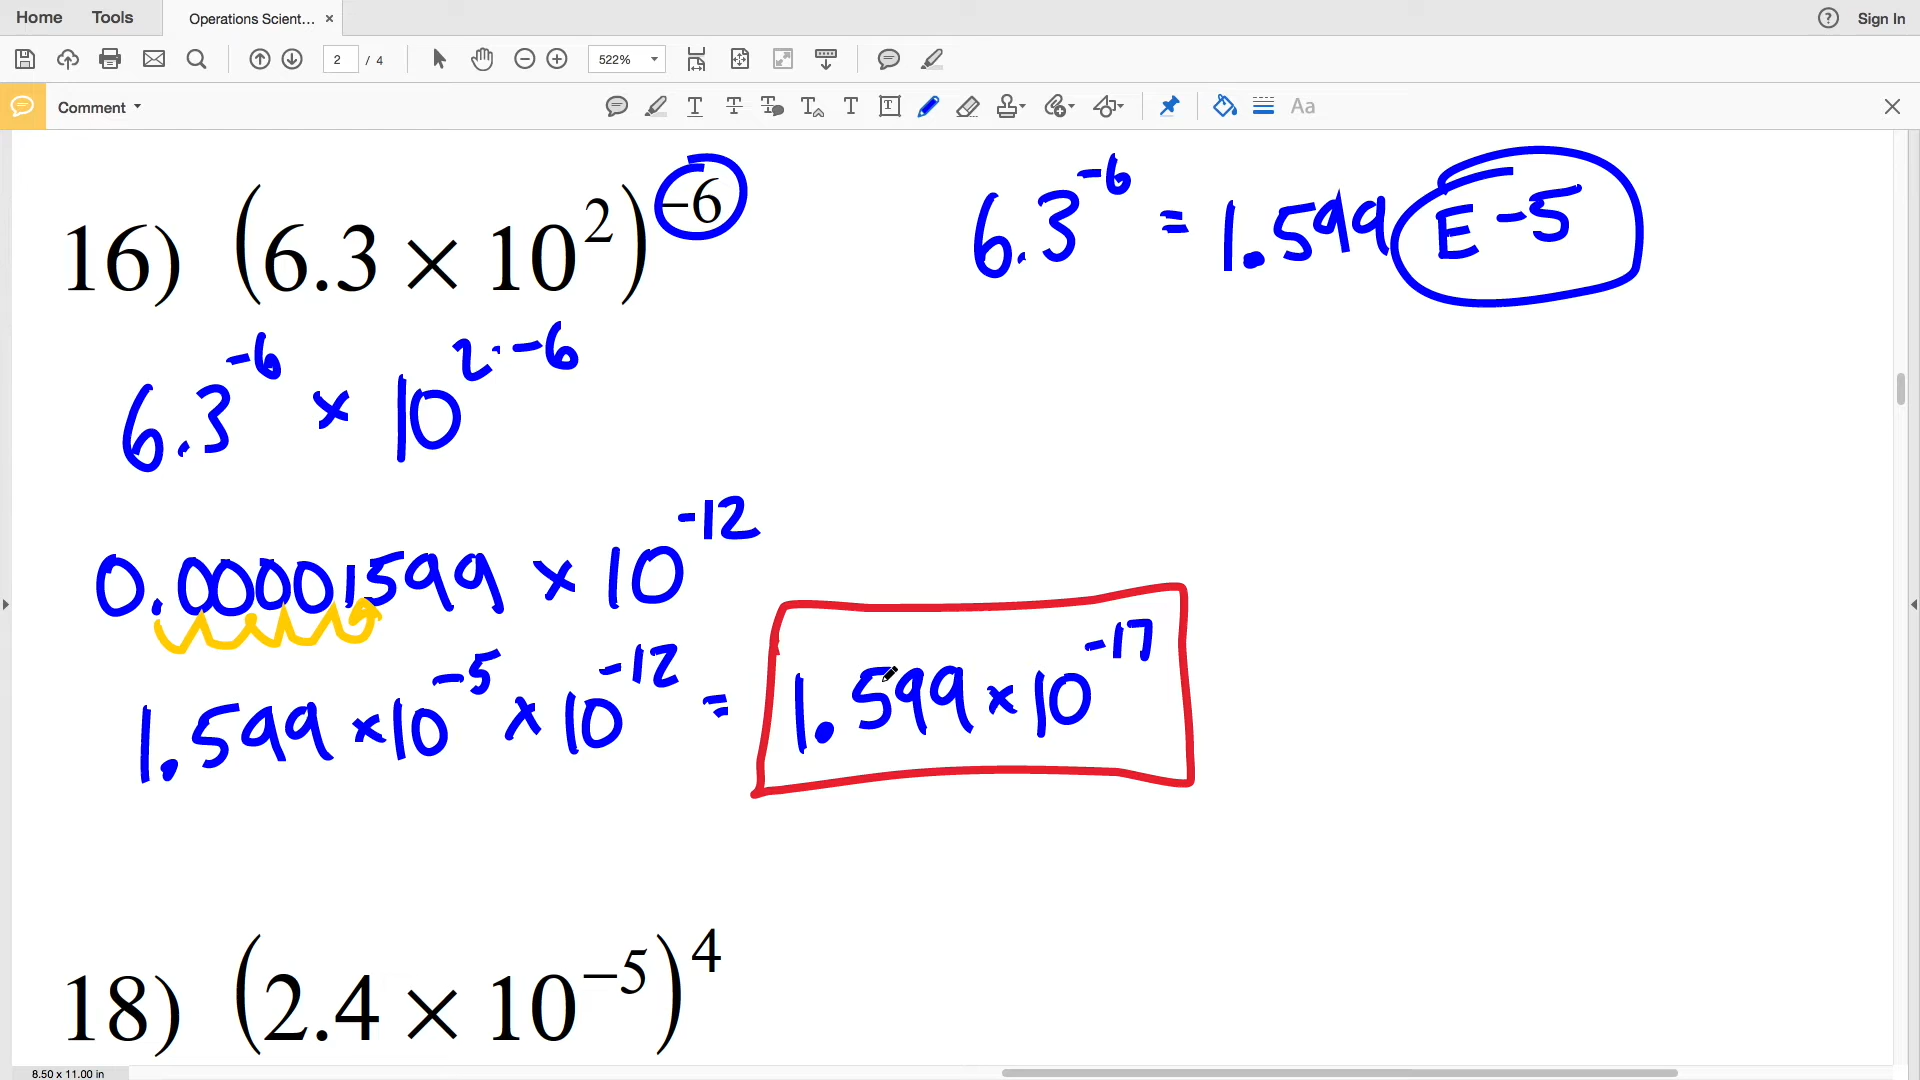 Home Tools Operations Scient... × Sign In
2 / 4 522%
Comment Aa
16) (6.3 × 10²)⁻⁶ 6.3⁻⁶ = 1.599 E-5
6.3⁻⁶ × 10²·⁻⁶
0.00001599 × 10⁻¹²
1.599 × 10⁻⁵ × 10⁻¹² = 1.599 × 10⁻¹⁷
18) (2.4 × 10⁻⁵)⁴
8.50 x 11.00 in